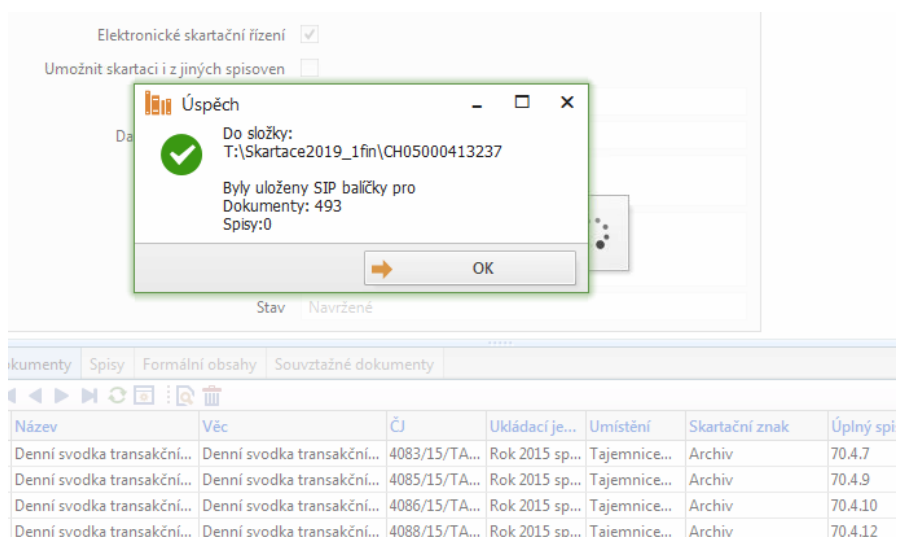 Elektronické skartační řízení
Umožnit skartaci i z jiných spisoven
Úspěch
Da
Do složky:
T:\Skartace2019_1fin\CH05000413237
Byly uloženy SIP balíčky pro
Dokumenty: 493
Spisy:0
OK
Stav Navržené
okumenty Spisy Formální obsahy Souvztažné dokumenty
Název Věc ČJ Ukládací je... Umístění Skartační znak Úplný spi
Denní svodka transakční... Denní svodka transakční... 4083/15/TA... Rok 2015 sp... Tajemnice... Archiv 70.4.7
Denní svodka transakční... Denní svodka transakční... 4085/15/TA... Rok 2015 sp... Tajemnice... Archiv 70.4.9
Denní svodka transakční... Denní svodka transakční... 4086/15/TA... Rok 2015 sp... Tajemnice... Archiv 70.4.10
Denní svodka transakční... Denní svodka transakční... 4088/15/TA... Rok 2015 sp... Tajemnice... Archiv 70.4.12